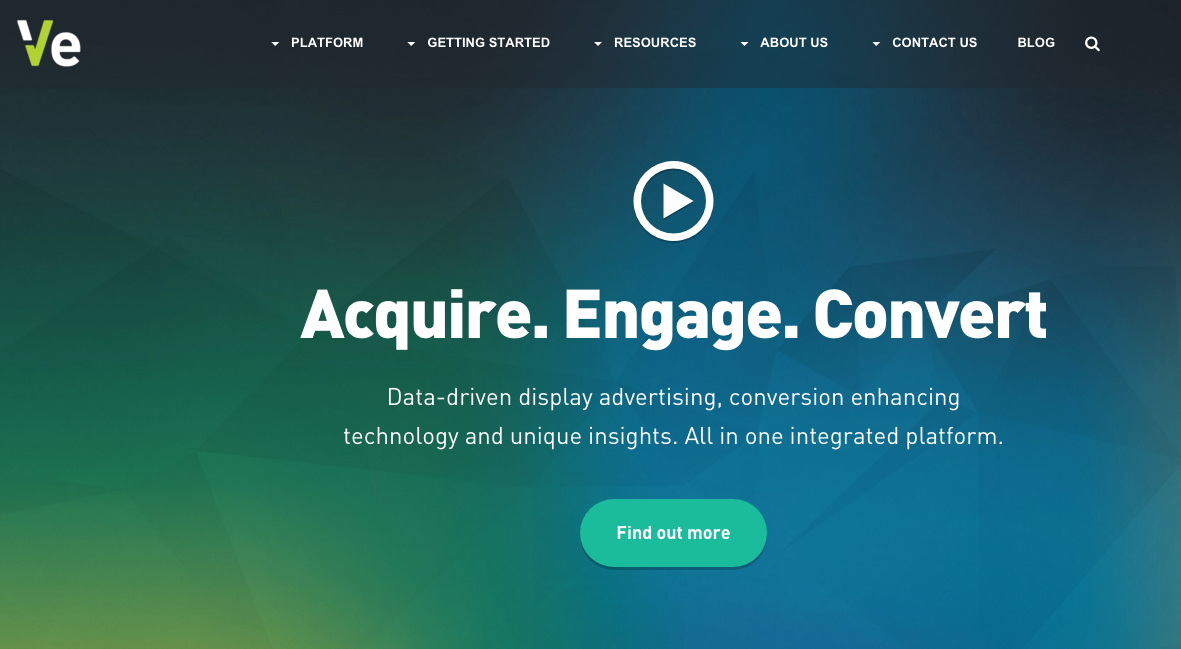 Ve
PLATFORM GETTING STARTED RESOURCES ABOUT US CONTACT US BLOG
Acquire. Engage. Convert
Data-driven display advertising, conversion enhancing
technology and unique insights. All in one integrated platform.
Find out more